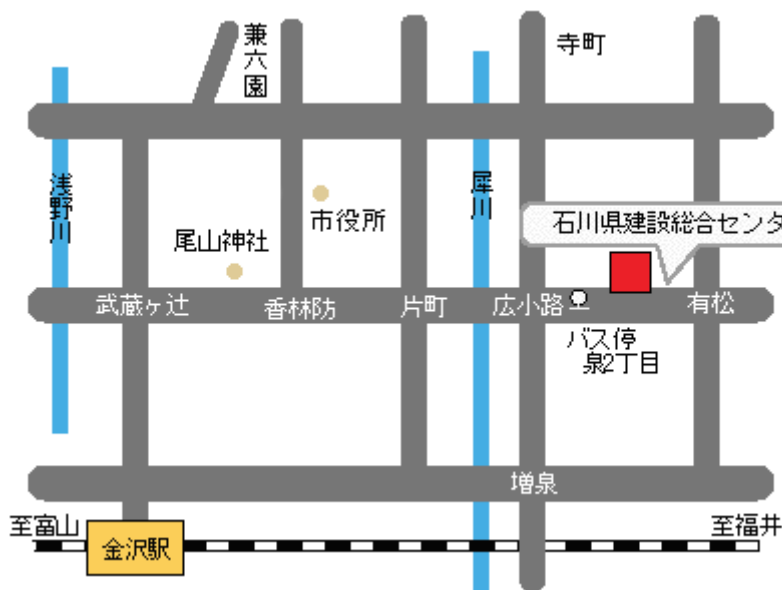 兼六園
寺町
浅野川
犀川
市役所
尾山神社
石川県建設総合センタ
武蔵ヶ辻
香林防
片町
広小路
有松
バス停
泉2丁目
増泉
至富山
至福井
金沢駅